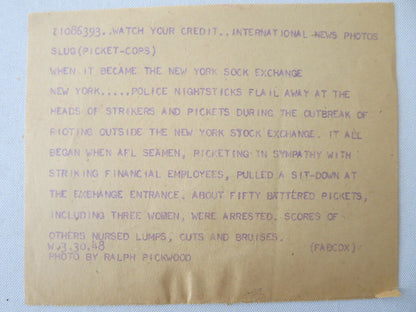 Z1086393..WATCH YOUR CREDIT..INTERNATIONAL NEWS PHOTOS
SLUG(PICKET-COPS)
WHEN IT BECAME THE NEW YORK SOCK EXCHANGE
NEW YORK.....POLICE NIGHTSTICKS FLAIL AWAY AT THE
HEADS OF STRIKERS AND PICKETS DURING THE OUTBREAK OF
RIOTING OUTSIDE THE NEW YORK STOCK EXCHANGE. IT ALL
BEGAN WHEN AFL SEAMEN, PICKETING IN SYMPATHY WITH
STRIKING FINANCIAL EMPLOYEES, PULLED A SIT-DOWN AT
THE EXCHANGE ENTRANCE. ABOUT FIFTY BATTERED PICKETS,
INCLUDING THREE WOMEN, WERE ARRESTED. SCORES OF
OTHERS NURSED LUMPS, CUTS AND BRUISES.
W.3.30.48 (FABCDX)
PHOTO BY RALPH PICKWOOD